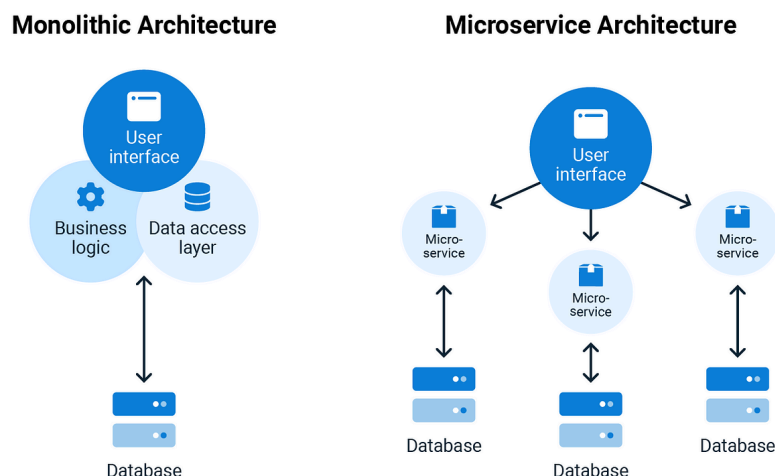 Monolithic Architecture
User
interface
Business
logic
Data access
layer
Database
Microservice Architecture
User
interface
Micro-
service
Micro-
service
Micro-
service
Database
Database
Database